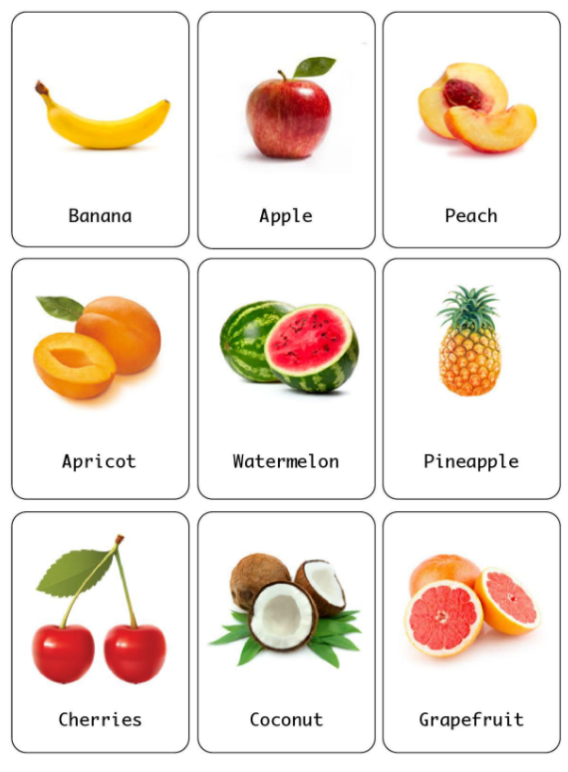 Banana
Apple
Peach
Apricot
Watermelon
Pineapple
Cherries
Coconut
Grapefruit